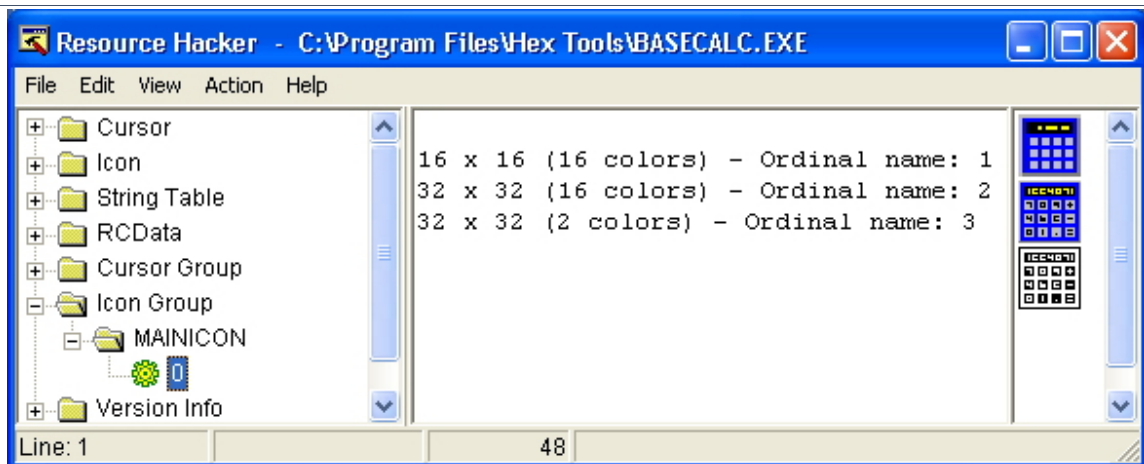 Resource Hacker - C:\Program Files\Hex Tools\BASECALC.EXE
File Edit View Action Help
Cursor
Icon
String Table
RCData
Cursor Group
Icon Group
MAINICON
0
Version Info
16 x 16 (16 colors) - Ordinal name: 1
32 x 32 (16 colors) - Ordinal name: 2
32 x 32 (2 colors) - Ordinal name: 3
Line: 1
48